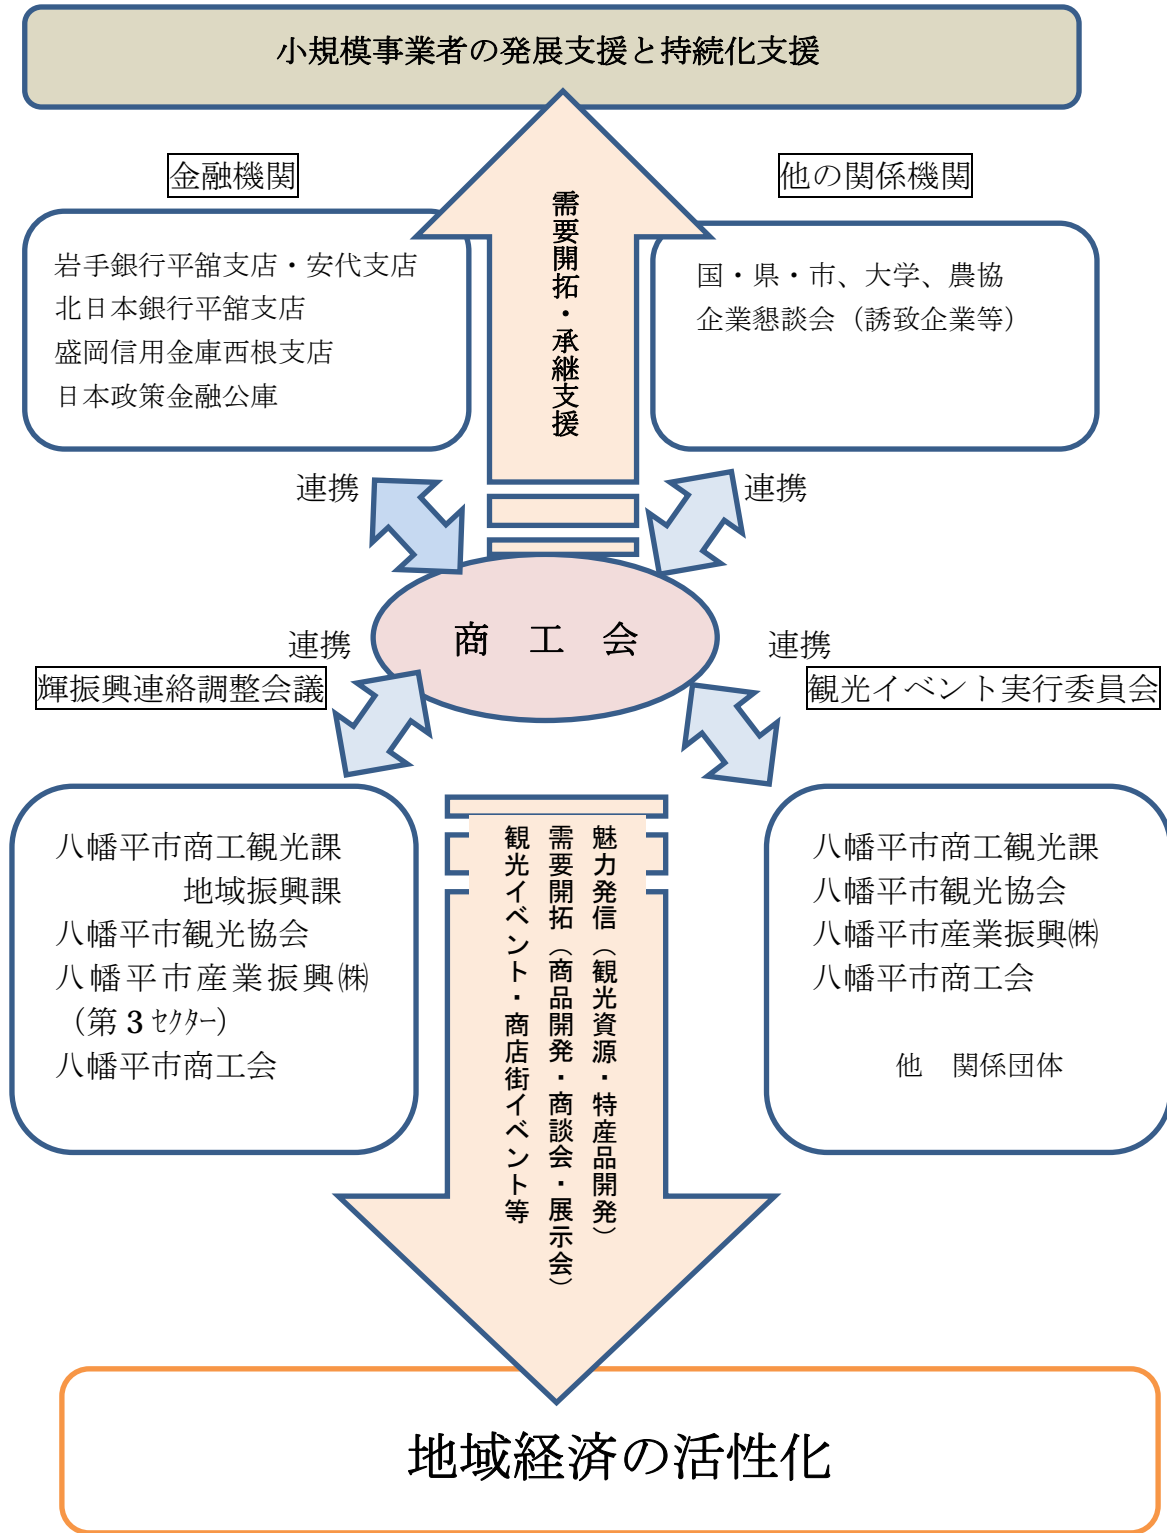 小規模事業者の発展支援と持続化支援
金融機関
他の関係機関
岩手銀行平舘支店・安代支店
北日本銀行平舘支店
盛岡信用金庫西根支店
日本政策金融公庫
需要開拓・承継支援
国・県・市、大学、農協
企業懇談会（誘致企業等）
連携
連携
商　工　会
連携
連携
輝振興連絡調整会議
観光イベント実行委員会
八幡平市商工観光課
地域振興課
八幡平市観光協会
八幡平市産業振興㈱
（第３ｾｸﾀｰ）
八幡平市商工会
魅力発信（観光資源・特産品開発）
需要開拓（商品開発・商談会・展示会）
観光イベント・商店街イベント等
八幡平市商工観光課
八幡平市観光協会
八幡平市産業振興㈱
八幡平市商工会
他　関係団体
地域経済の活性化